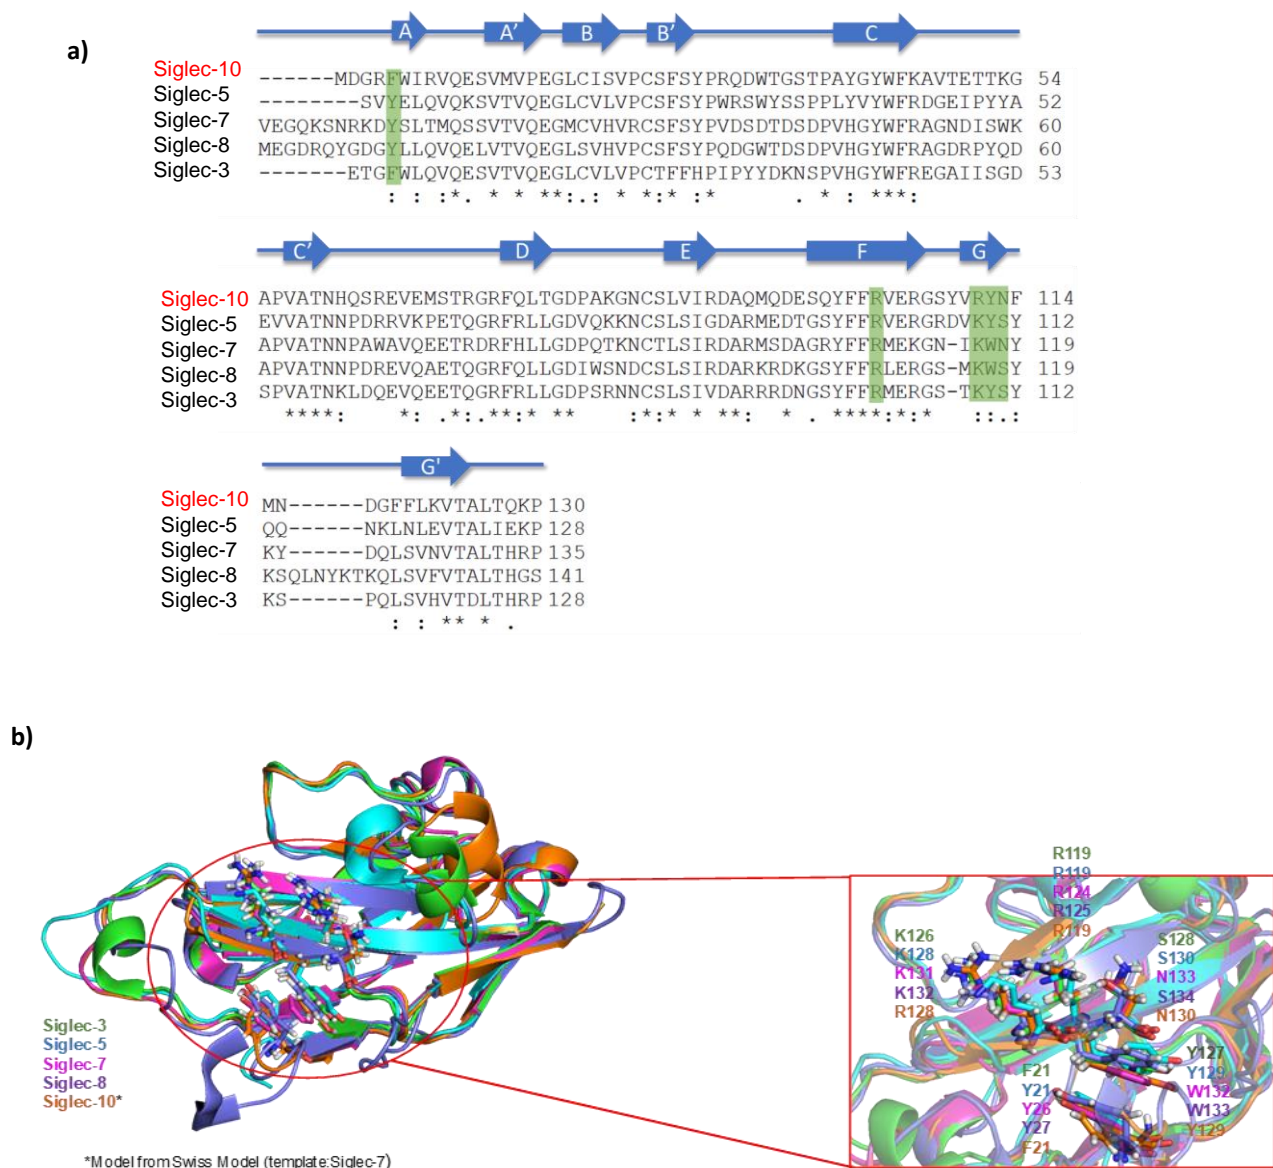 a)
A A' B B' C
Siglec-10 ------MDGRFWIRVQESVMVPEGLCISVPCSFSYPRQDWTGSTPAYGYWFKAVTETTKG 54
Siglec-5 --------SVYELQVQKSVTVQEGLCVLVPCSFSYPWRSWYSSPPLYVYWFRDGEIPYYA 52
Siglec-7 VEGQKSNRKDYSLTMQSSVTVQEGMCVHVRCSFSYPVDSDTDSDPVHGYWFRAGNDISWK 60
Siglec-8 MEGDRQYGDGYLLQVQELVTVQEGLSVHVPCSFSYPQDGWTDSDPVHGYWFRAGDRPYQD 60
Siglec-3 -------ETGFWLQVQESVTVQEGLCVLVPCTFFHPIPYYDKNSPVHGYWFREGAIISGD 53
: : :*. * **:.: * *:*:* . * : ***:
C' D E F G
Siglec-10 APVATNHQSREVEMSTRGRFQLTGDPAKGNCSLVIRDAQMQDESQYFFRVERGSYVRYNF 114
Siglec-5 EVVATNNPDRRVKPETQGRFRLLGDVQKKNCSLSIGDARMEDTGSYFFRVERGRDVKYSY 112
Siglec-7 APVATNNPAWAVQEETRDRFHLLGDPQTKNCTLSIRDARMSDAGRYFFRMEKGN-IKWNY 119
Siglec-8 APVATNNPDREVQAETQGRFQLLGDIWSNDCSLSIRDARKRDKGSYFFRLERGS-MKWSY 119
Siglec-3 SPVATNKLDQEVQEETQGRFRLLGDPSRNNCSLSIVDARRRDNGSYFFRMERGS-TKYSY 112
****: *: .*:.**:* ** *:* * **: * . ****:*:* ::.:
G'
Siglec-10 MN------DGFFLKVTALTQKP 130
Siglec-5 QQ------NKLNLEVTALIEKP 128
Siglec-7 KY------DQLSVNVTALTHRP 135
Siglec-8 KSQLNYKTKQLSVFVTALTHGS 141
Siglec-3 KS------PQLSVHVTDLTHRP 128
: : ** * .
b)
Siglec-3
Siglec-5
Siglec-7
Siglec-8
Siglec-10*
*Model from Swiss Model (template:Siglec-7)
R119
R119
R124
R125
R119
K126
K128
K131
K132
R128
S128
S130
N133
S134
N130
F21
Y21
Y26
Y27
F21
Y127
Y129
W132
W133
Y129